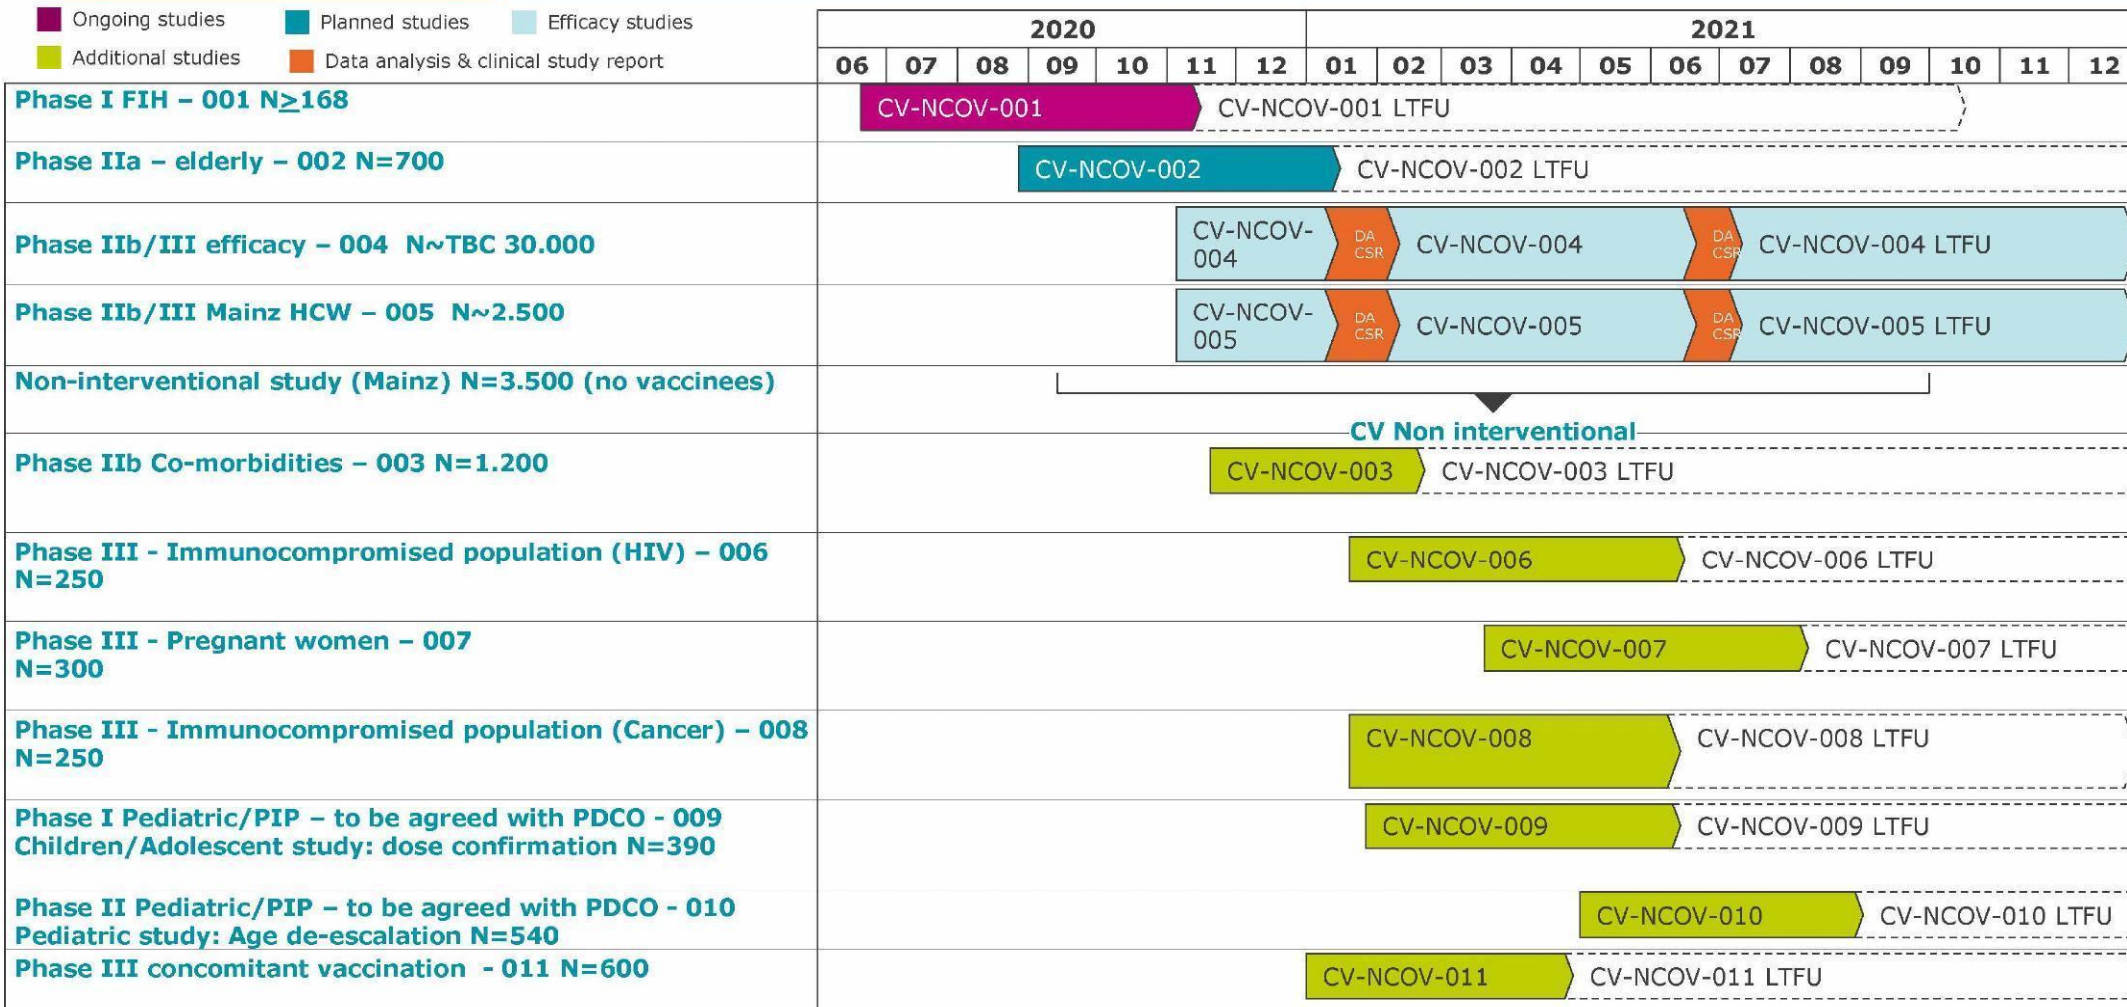 Ongoing studies
Planned studies
Efficacy studies
Additional studies
Data analysis & clinical study report
2020
2021
06 07 08 09 10 11 12 01 02 03 04 05 06 07 08 09 10 11 12
Phase I FIH – 001 N≥168
CV-NCOV-001
CV-NCOV-001 LTFU
Phase IIa – elderly – 002 N=700
CV-NCOV-002
CV-NCOV-002 LTFU
Phase IIb/III efficacy – 004 N~TBC 30.000
CV-NCOV-
004
DA
CSR
CV-NCOV-004
DA
CSR
CV-NCOV-004 LTFU
Phase IIb/III Mainz HCW – 005 N~2.500
CV-NCOV-
005
DA
CSR
CV-NCOV-005
DA
CSR
CV-NCOV-005 LTFU
Non-interventional study (Mainz) N=3.500 (no vaccinees)
CV Non interventional
Phase IIb Co-morbidities – 003 N=1.200
CV-NCOV-003
CV-NCOV-003 LTFU
Phase III - Immunocompromised population (HIV) – 006
N=250
CV-NCOV-006
CV-NCOV-006 LTFU
Phase III - Pregnant women – 007
N=300
CV-NCOV-007
CV-NCOV-007 LTFU
Phase III - Immunocompromised population (Cancer) – 008
N=250
CV-NCOV-008
CV-NCOV-008 LTFU
Phase I Pediatric/PIP – to be agreed with PDCO - 009
Children/Adolescent study: dose confirmation N=390
CV-NCOV-009
CV-NCOV-009 LTFU
Phase II Pediatric/PIP – to be agreed with PDCO - 010
Pediatric study: Age de-escalation N=540
CV-NCOV-010
CV-NCOV-010 LTFU
Phase III concomitant vaccination - 011 N=600
CV-NCOV-011
CV-NCOV-011 LTFU